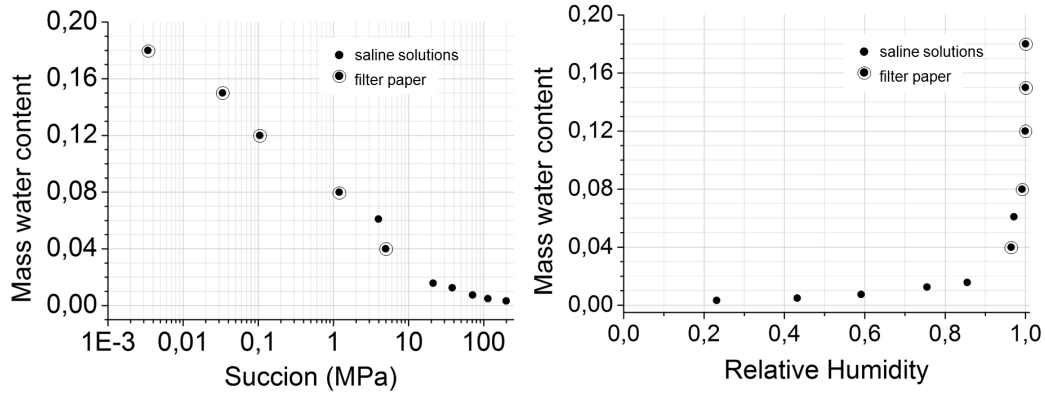 0,20
0,16
0,12
0,08
0,04
0,00
Mass water content
saline solutions
filter paper
1E-3 0,01 0,1 1 10 100
Succion (MPa)
0,20
0,16
0,12
0,08
0,04
0,00
Mass water content
saline solutions
filter paper
0,0 0,2 0,4 0,6 0,8 1,0
Relative Humidity